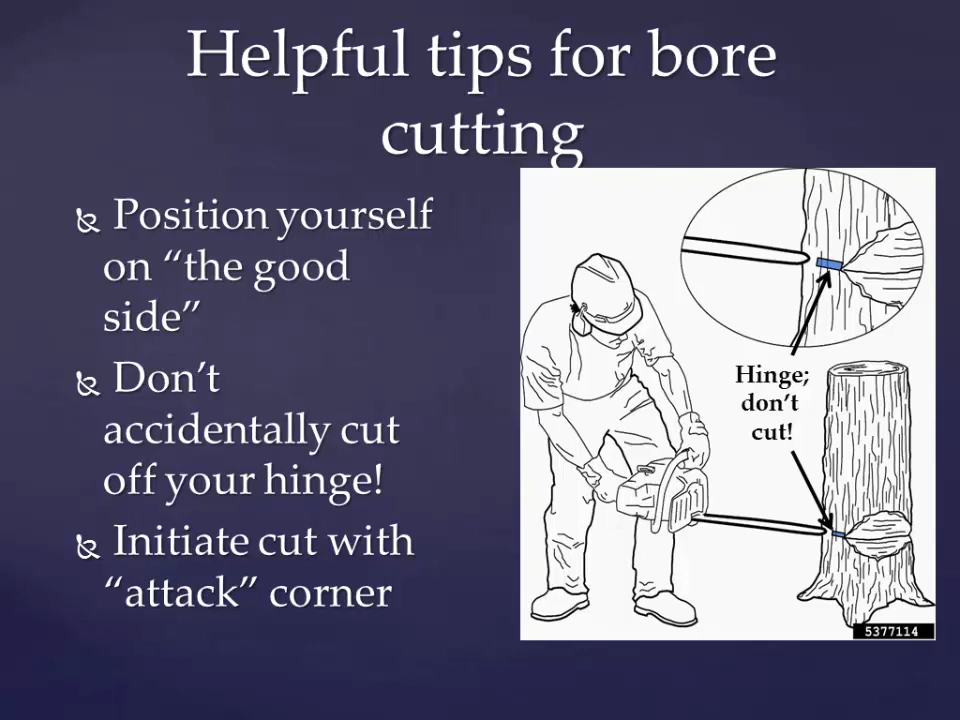 Helpful tips for bore
cutting
Position yourself
on “the good
side”
Don’t
accidentally cut
off your hinge!
Initiate cut with
“attack” corner
Hinge;
don’t
cut!
5377114